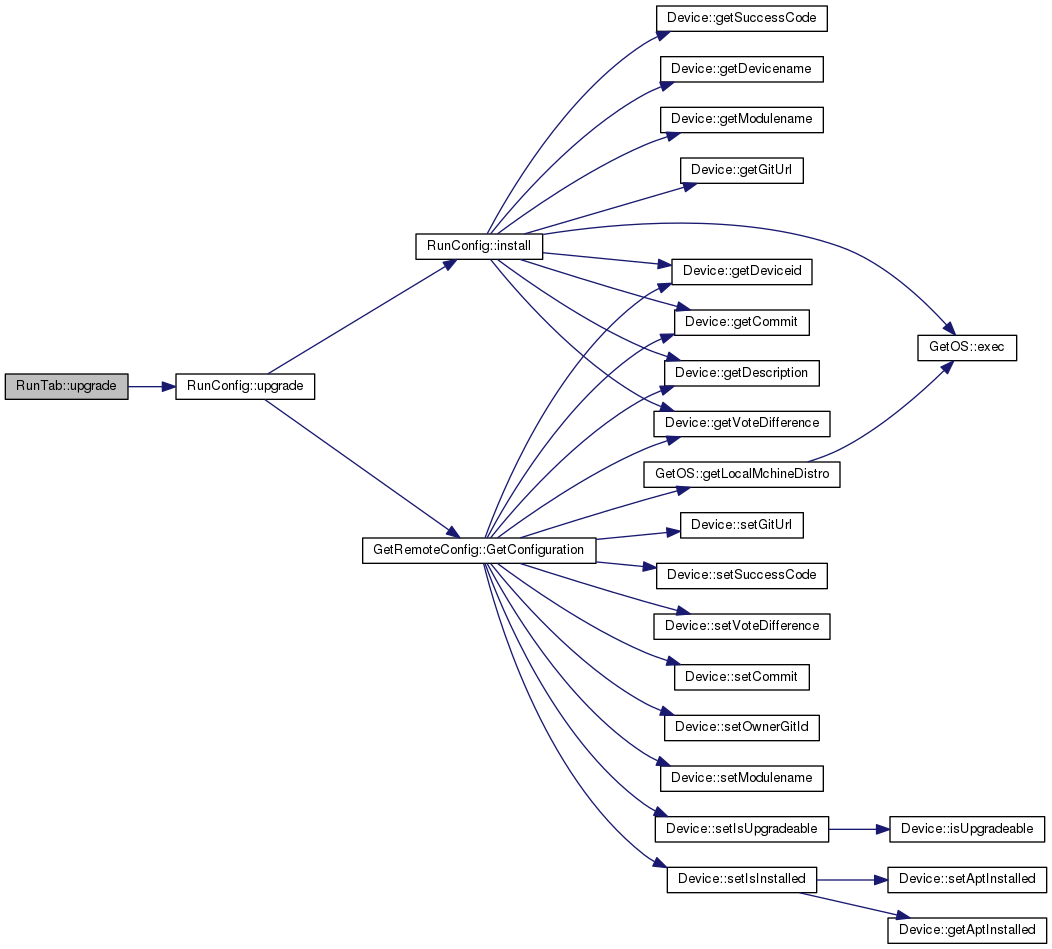 Device::getSuccessCode
Device::getDevicename
Device::getModulename
Device::getGitUrl
RunConfig::install
Device::getDeviceid
Device::getCommit
GetOS::exec
Device::getDescription
RunTab::upgrade
RunConfig::upgrade
Device::getVoteDifference
GetOS::getLocalMchineDistro
Device::setGitUrl
GetRemoteConfig::GetConfiguration
Device::setSuccessCode
Device::setVoteDifference
Device::setCommit
Device::setOwnerGitId
Device::setModulename
Device::setIsUpgradeable
Device::isUpgradeable
Device::setIsInstalled
Device::setAptInstalled
Device::getAptInstalled